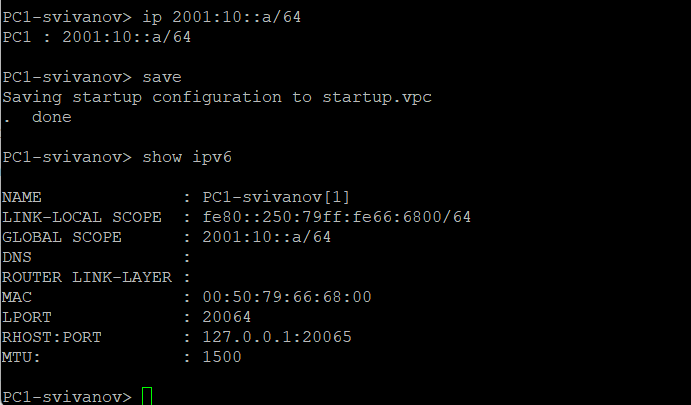 PC1-svivanov> ip 2001:10::a/64
PC1 : 2001:10::a/64
PC1-svivanov> save
Saving startup configuration to startup.vpc
.  done
PC1-svivanov> show ipv6
NAME              : PC1-svivanov[1]
LINK-LOCAL SCOPE  : fe80::250:79ff:fe66:6800/64
GLOBAL SCOPE      : 2001:10::a/64
DNS               :
ROUTER LINK-LAYER :
MAC               : 00:50:79:66:68:00
LPORT             : 20064
RHOST:PORT        : 127.0.0.1:20065
MTU:              : 1500
PC1-svivanov>